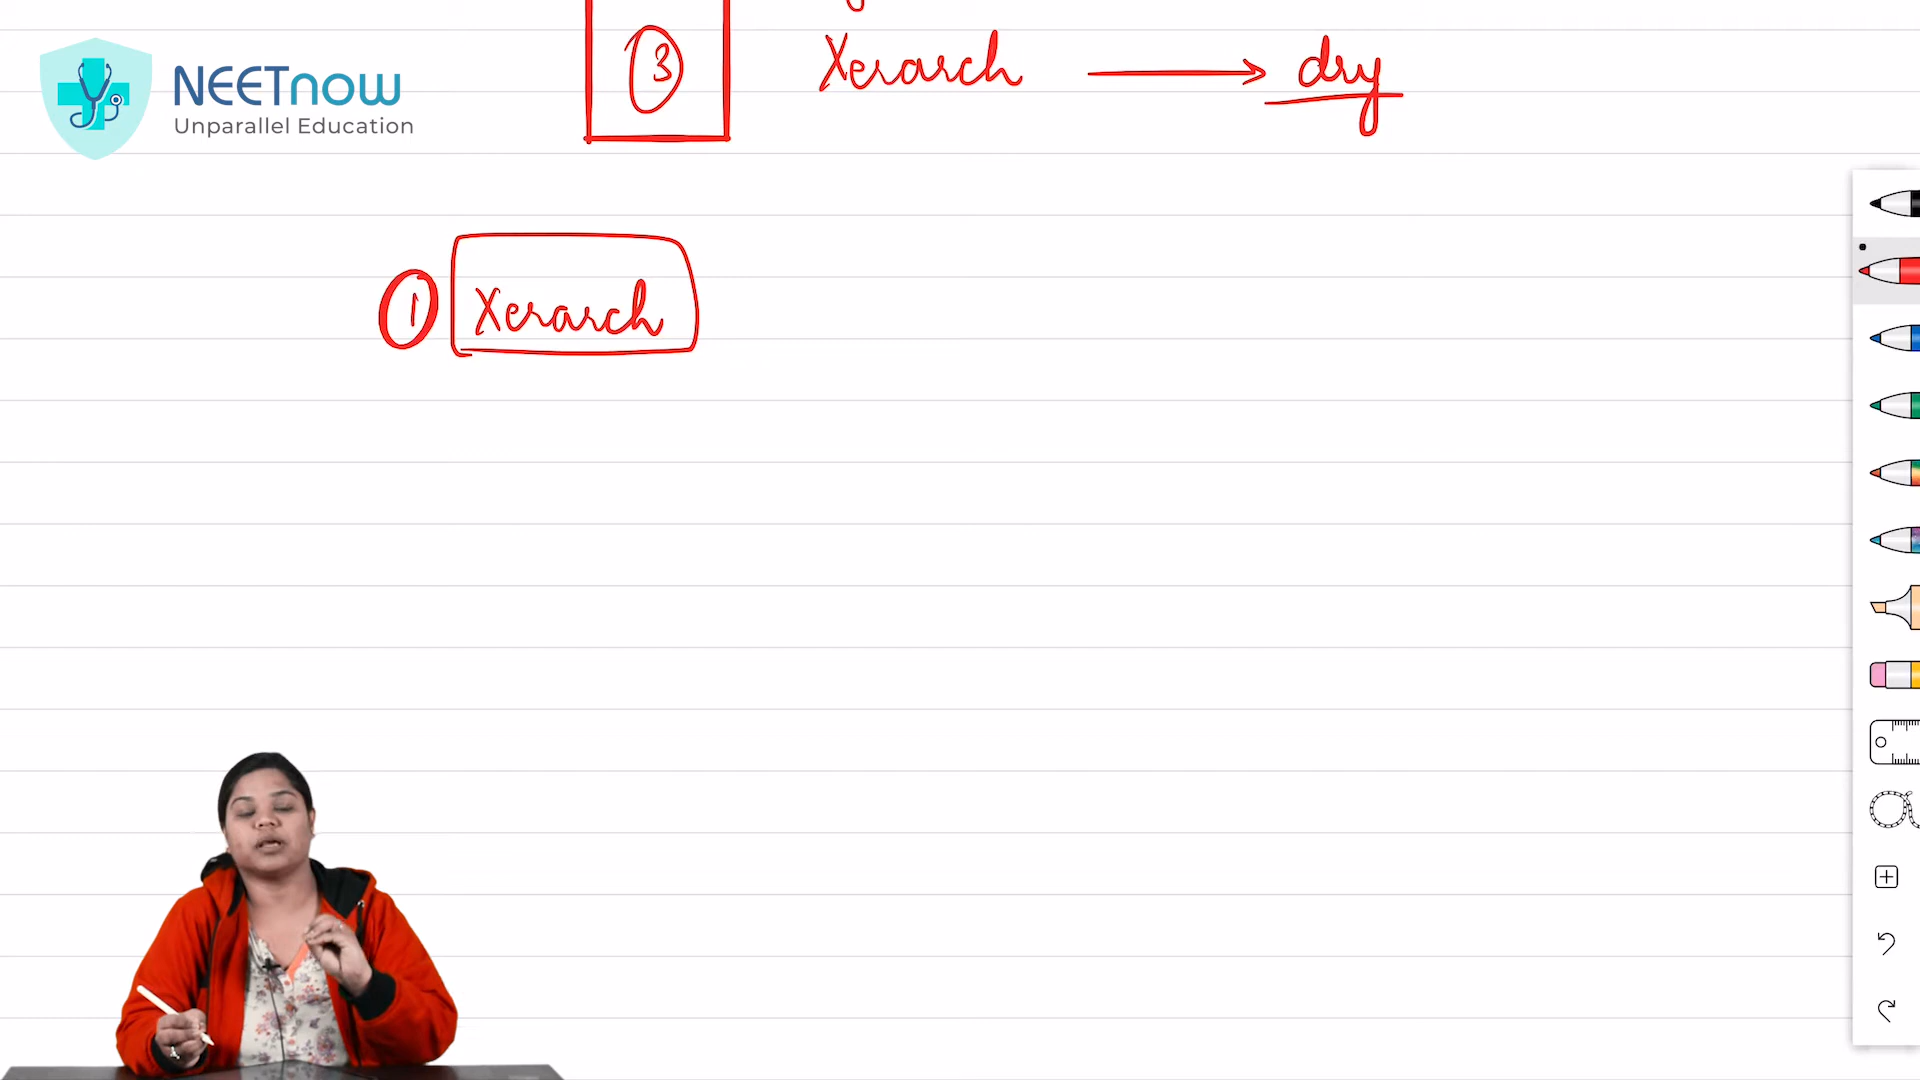 NEETnow
Unparallel Education
3 Xerarch → dry
1 Xerarch